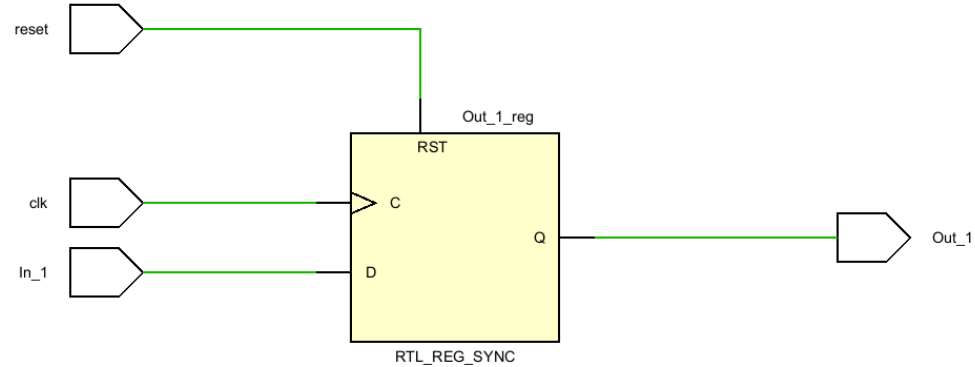 reset
Out_1_reg
RST
clk
C
Q
Out_1
In_1
D
RTL_REG_SYNC